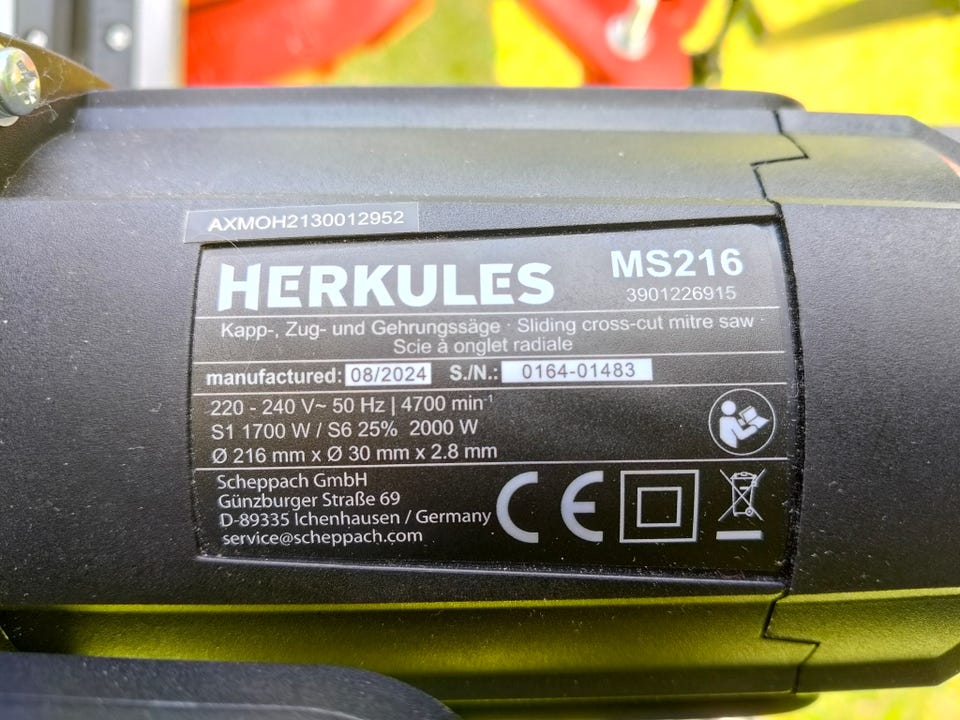 AXMOH2130012952
HERKULES MS216
3901226915
Kapp-, Zug- und Gehrungssäge · Sliding cross-cut mitre saw ·
Scie à onglet radiale
manufactured: 08/2024 S./N.: 0164-01483
220 - 240 V~ 50 Hz | 4700 min⁻¹
S1 1700 W / S6 25% 2000 W
Ø 216 mm x Ø 30 mm x 2.8 mm
Scheppach GmbH
Günzburger Straße 69
D-89335 Ichenhausen / Germany
service@scheppach.com
CE